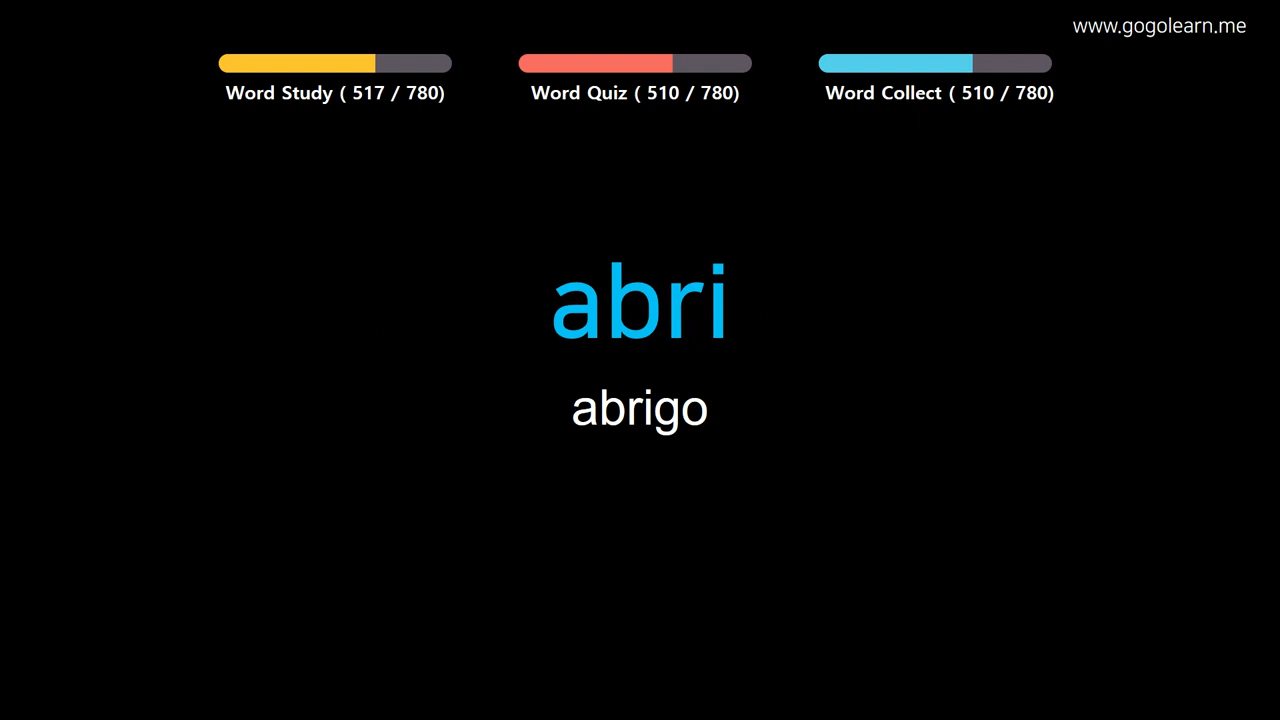 www.gogolearn.me
Word Study ( 517 / 780)
Word Quiz ( 510 / 780)
Word Collect ( 510 / 780)
abri
abrigo